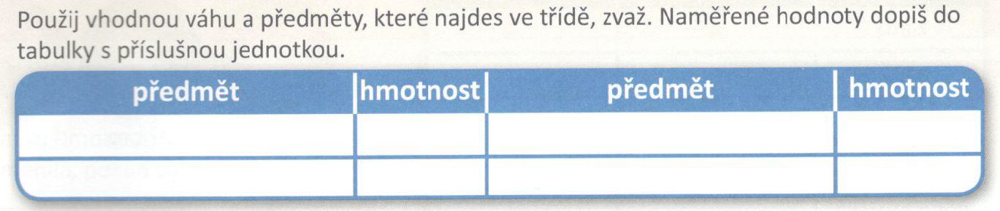 Použij vhodnou váhu a předměty, které najdes ve třídě, zvaž. Naměřené hodnoty dopiš do
tabulky s příslušnou jednotkou.
předmět hmotnost předmět hmotnost